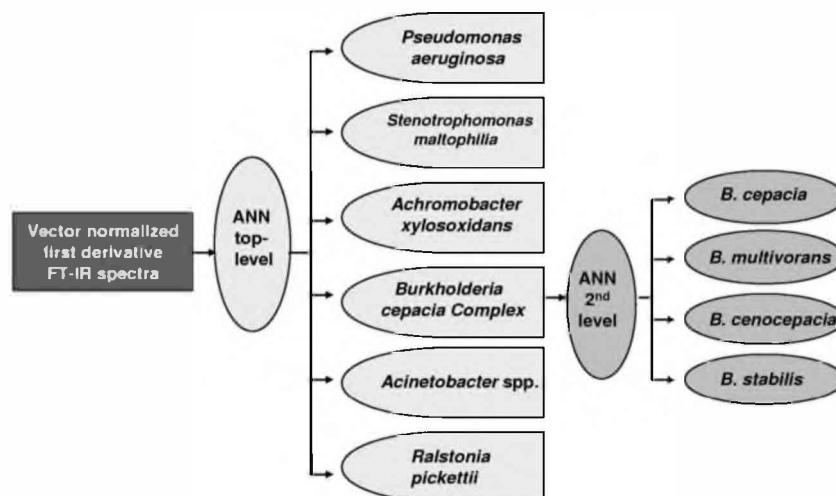 Vector normalized
first derivative
FT-IR spectra
ANN
top-
level
Pseudomonas
aeruginosa
Stenotrophomonas
maltophilia
Achromobacter
xylosoxidans
Burkholderia
cepacia Complex
Acinetobacter spp.
Ralstonia
pickettii
ANN
2nd
level
B. cepacia
B. multivorans
B. cenocepacia
B. stabilis